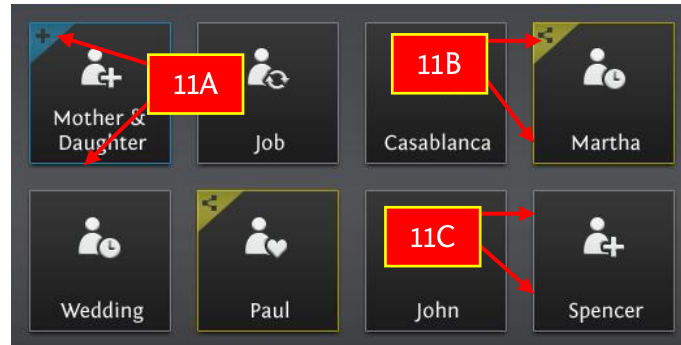 11A
11B
Mother &
Daughter
Job
Casablanca
Martha
11C
Wedding
Paul
John
Spencer